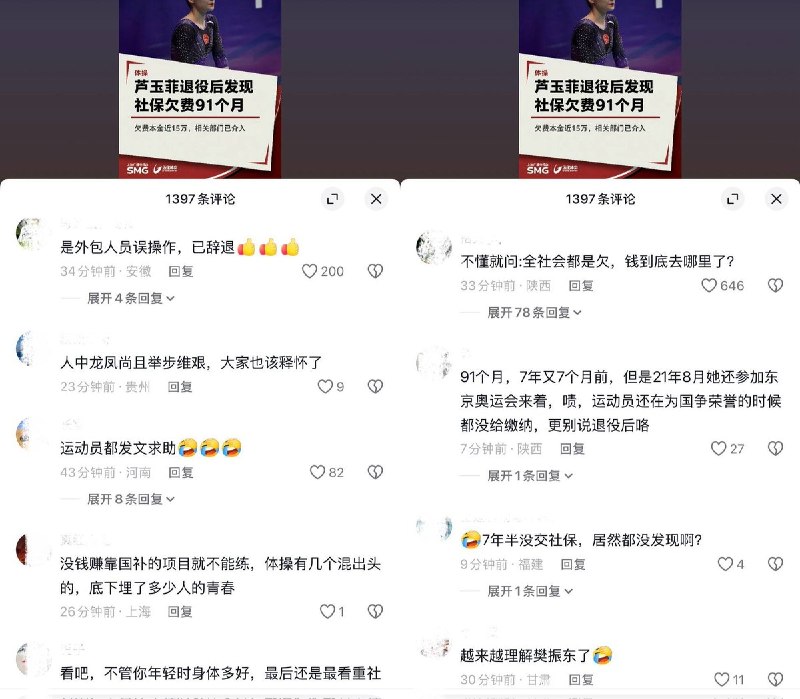 体操
芦玉菲退役后发现
社保欠费91个月
欠费本金近15万，相关部门已介入
SMG
1397条评论
是外包人员误操作，已辞退👍👍👍
34分钟前·安徽 回复
200
展开4条回复
人中龙凤尚且举步维艰，大家也该释怀了
23分钟前·贵州 回复
9
运动员都发文求助🤣🤣🤣
43分钟前·河南 回复
82
展开8条回复
没钱赚靠国补的项目就不能练，体操有几个混出头
的，底下埋了多少人的青春
26分钟前·上海 回复
1
看吧，不管你年轻时身体多好，最后还是最看重社
体操
芦玉菲退役后发现
社保欠费91个月
欠费本金近15万，相关部门已介入
SMG
1397条评论
不懂就问:全社会都是欠，钱到底去哪里了?
33分钟前·陕西 回复
646
展开78条回复
91个月，7年又7个月前，但是21年8月她还参加东
京奥运会来着，啧，运动员还在为国争荣誉的时候
都没给缴纳，更别说退役后咯
7分钟前·陕西 回复
27
展开1条回复
🤣7年半没交社保，居然都没发现啊?
9分钟前·福建 回复
4
展开1条回复
越来越理解樊振东了🤣
30分钟前·甘肃 回复
11